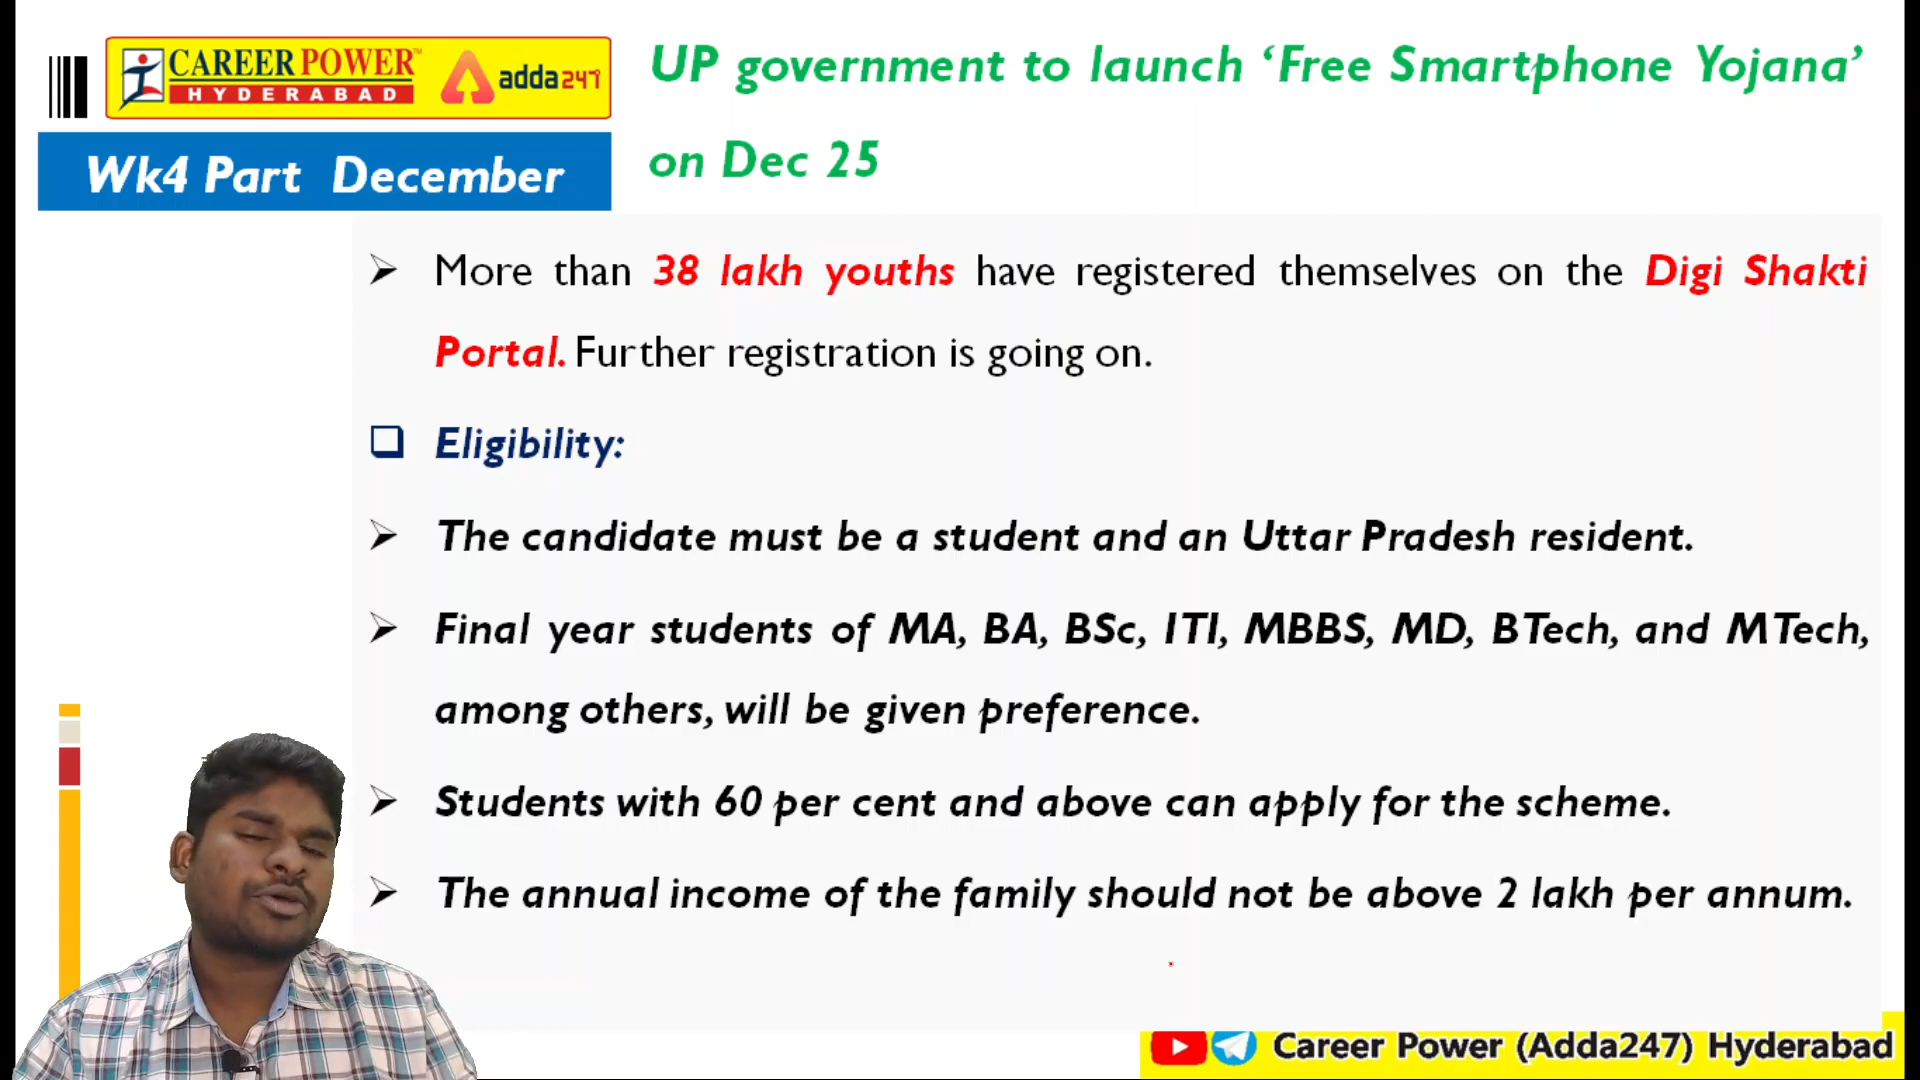 CAREER POWER™
HYDERABAD
adda247
Wk4 Part December
UP government to launch ‘Free Smartphone Yojana’
on Dec 25
More than 38 lakh youths have registered themselves on the Digi Shakti
Portal. Further registration is going on.
Eligibility:
The candidate must be a student and an Uttar Pradesh resident.
Final year students of MA, BA, BSc, ITI, MBBS, MD, BTech, and MTech,
among others, will be given preference.
Students with 60 per cent and above can apply for the scheme.
The annual income of the family should not be above 2 lakh per annum.
Career Power (Adda247) Hyderabad